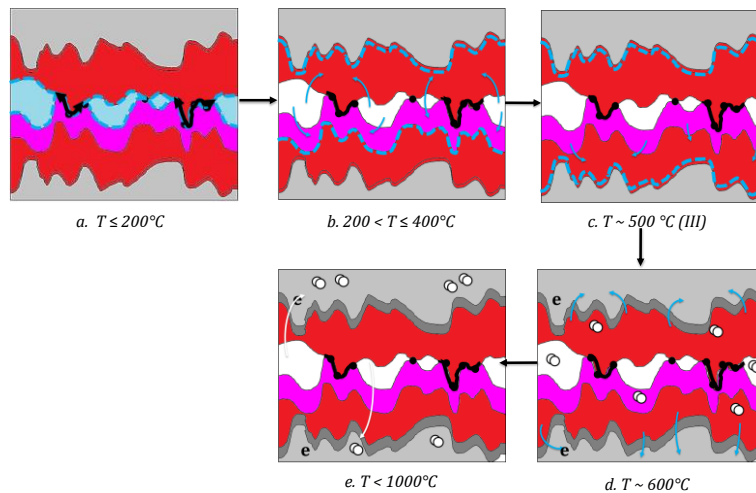 a. T ≤ 200°C
b. 200 < T ≤ 400°C
c. T ~ 500 °C (III)
e
e
e. T < 1000°C
e
e
d. T ~ 600°C